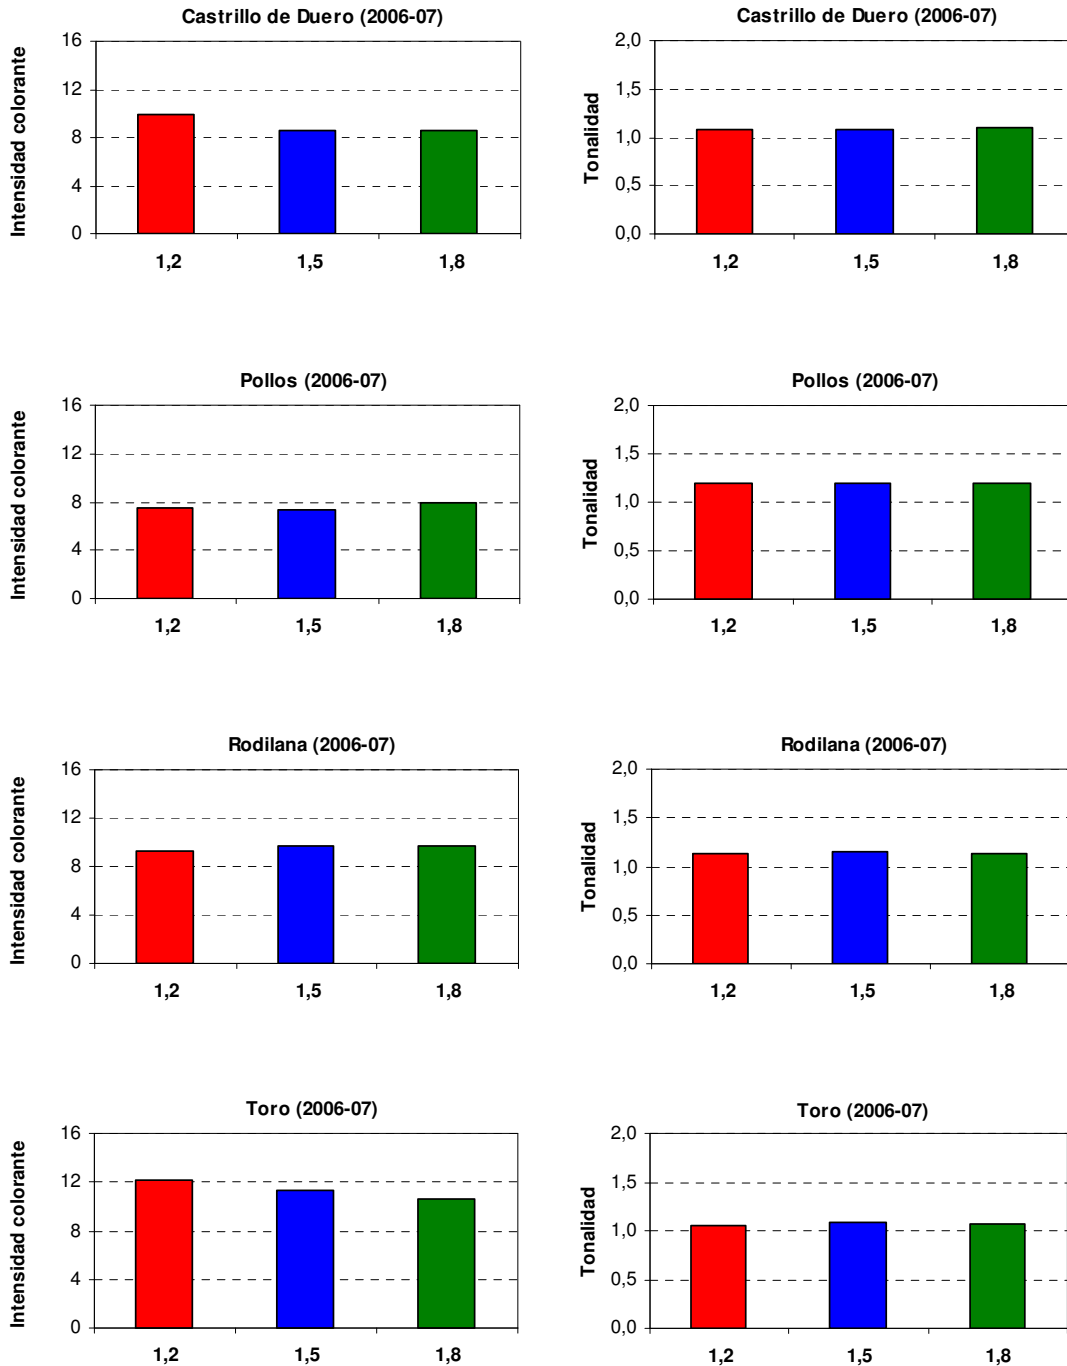 Castrillo de Duero (2006-07)
Intensidad colorante
16
12
8
4
0
1,2 1,5 1,8
Castrillo de Duero (2006-07)
Tonalidad
2,0
1,5
1,0
0,5
0,0
1,2 1,5 1,8
Pollos (2006-07)
Intensidad colorante
16
12
8
4
0
1,2 1,5 1,8
Pollos (2006-07)
Tonalidad
2,0
1,5
1,0
0,5
0,0
1,2 1,5 1,8
Rodilana (2006-07)
Intensidad colorante
16
12
8
4
0
1,2 1,5 1,8
Rodilana (2006-07)
Tonalidad
2,0
1,5
1,0
0,5
0,0
1,2 1,5 1,8
Toro (2006-07)
Intensidad colorante
16
12
8
4
0
1,2 1,5 1,8
Toro (2006-07)
Tonalidad
2,0
1,5
1,0
0,5
0,0
1,2 1,5 1,8